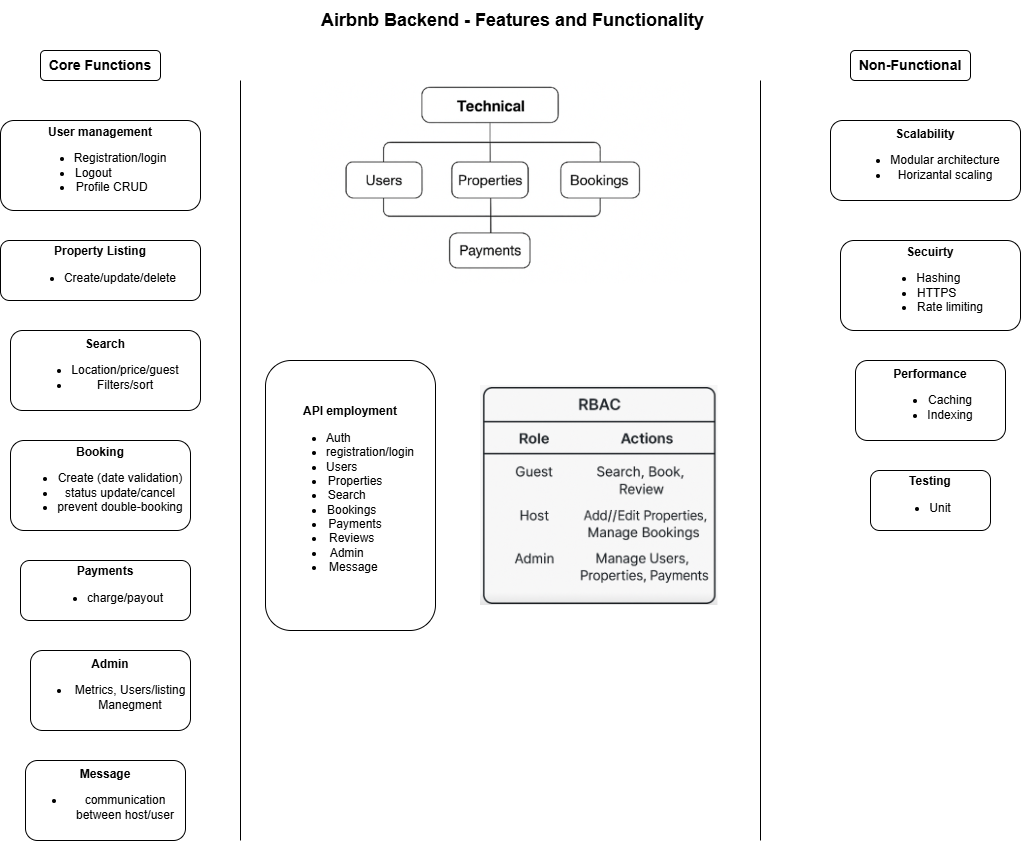 Airbnb Backend - Features and Functionality
Core Functions
User management
Registration/login
Logout
Profile CRUD
Property Listing
Create/update/delete
Search
Location/price/guest
Filters/sort
Booking
Create (date validation)
status update/cancel
prevent double-booking
Payments
charge/payout
Admin
Metrics, Users/listing
Managment
Message
communication
between host/user
Technical
Users
Properties
Bookings
Payments
API employment
Auth
registration/login
Users
Properties
Search
Bookings
Payments
Reviews
Admin
Message
RBAC
Role Actions
Guest Search, Book,
Review
Host Add//Edit Properties,
Manage Bookings
Admin Manage Users,
Properties, Payments
Non-Functional
Scalability
Modular architecture
Horizantal scaling
Secuirty
Hashing
HTTPS
Rate limiting
Performance
Caching
Indexing
Testing
Unit